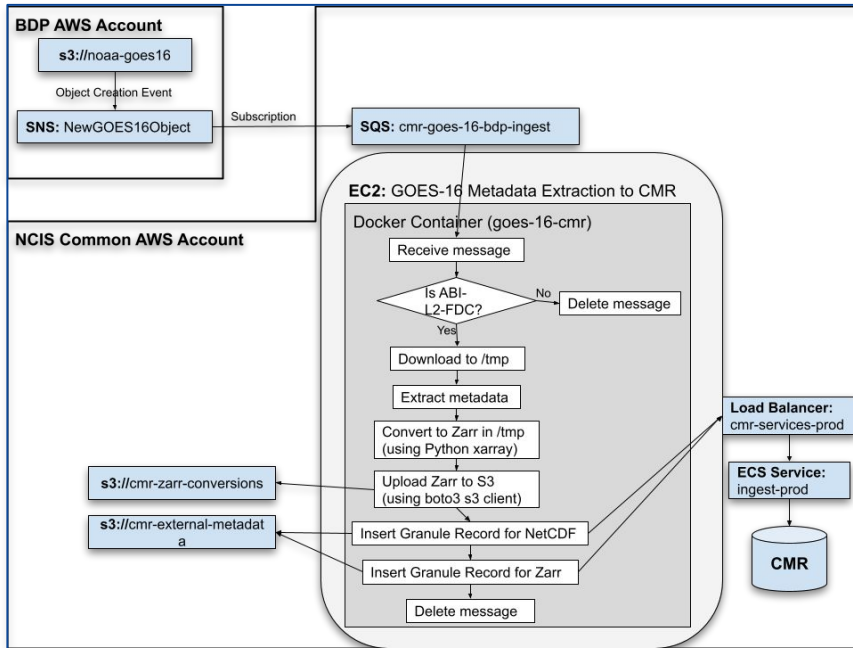 BDP AWS Account
s3://noaa-goes16
Object Creation Event
SNS: NewGOES16Object
Subscription
SQS: cmr-goes-16-bdp-ingest
NCIS Common AWS Account
EC2: GOES-16 Metadata Extraction to CMR
Docker Container (goes-16-cmr)
Receive message
Is ABI-
L2-FDC?
No
Delete message
Yes
Download to /tmp
Extract metadata
Convert to Zarr in /tmp
(using Python xarray)
Upload Zarr to S3
(using boto3 s3 client)
Insert Granule Record for NetCDF
Insert Granule Record for Zarr
Delete message
s3://cmr-zarr-conversions
s3://cmr-external-metadat
a
Load Balancer:
cmr-services-prod
ECS Service:
ingest-prod
CMR